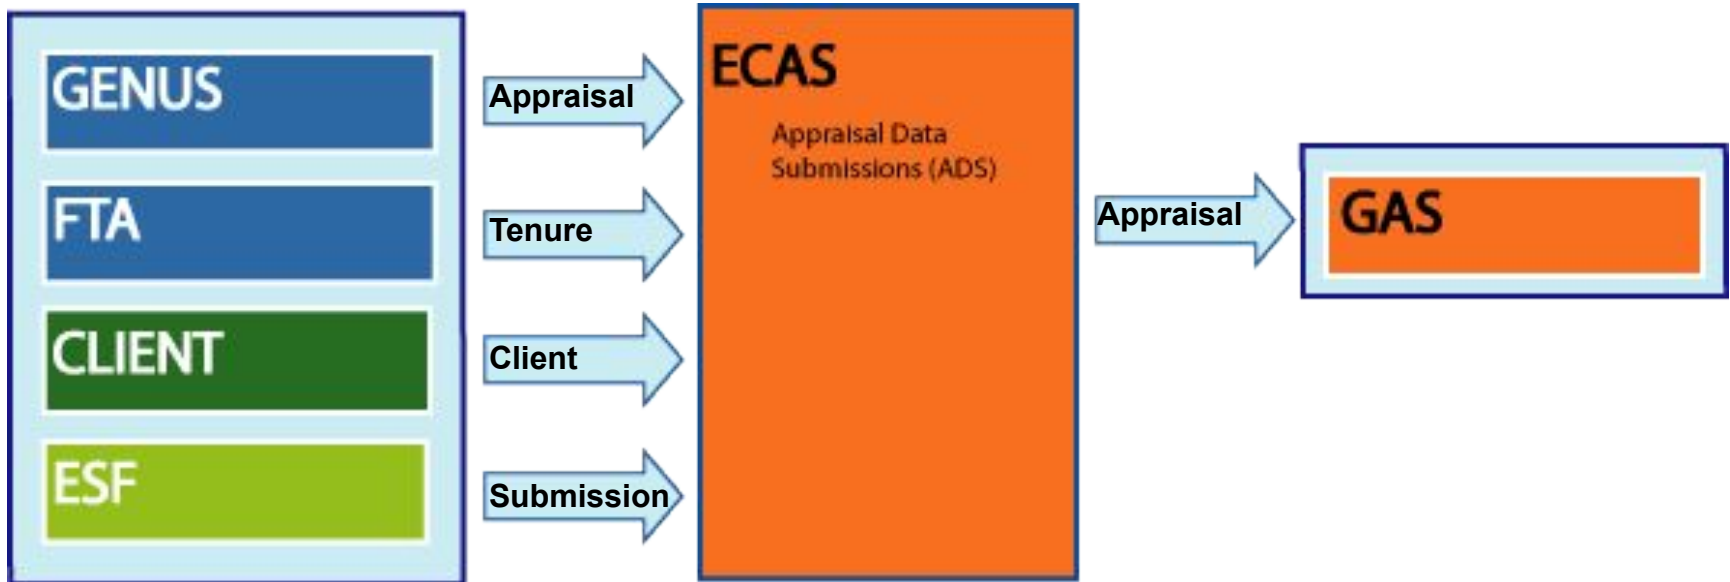 GENUS
FTA
CLIENT
ESF
Appraisal
Tenure
Client
Submission
ECAS
Appraisal Data
Submissions (ADS)
Appraisal
GAS